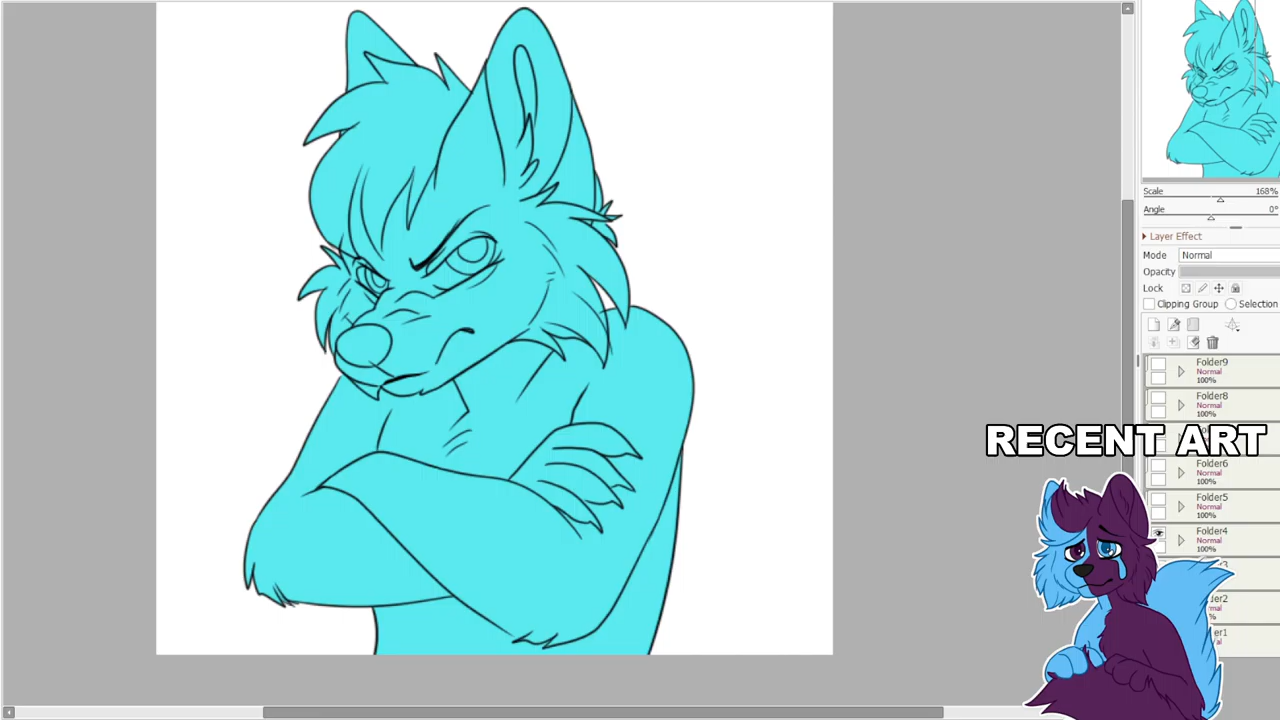 Scale 168%
Angle 0°
Layer Effect
Mode Normal
Opacity
Lock
Clipping Group Selection
Folder9
Normal
100%
Folder8
Normal
100%
RECENT ART
Folder6
Normal
100%
Folder5
Normal
100%
Folder4
Normal
100%